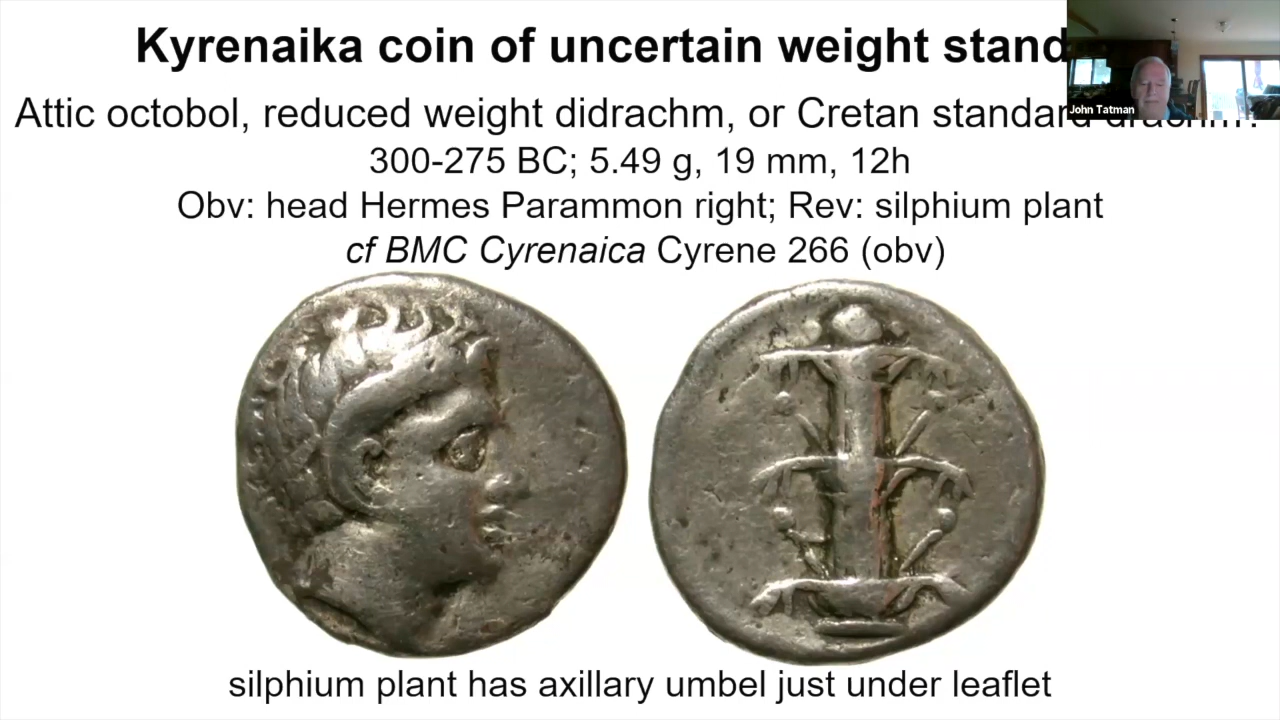 Kyrenaika coin of uncertain weight stand
John Tatman
Attic octobol, reduced weight didrachm, or Cretan standard drachm?
300-275 BC; 5.49 g, 19 mm, 12h
Obv: head Hermes Parammon right; Rev: silphium plant
cf BMC Cyrenaica Cyrene 266 (obv)
silphium plant has axillary umbel just under leaflet